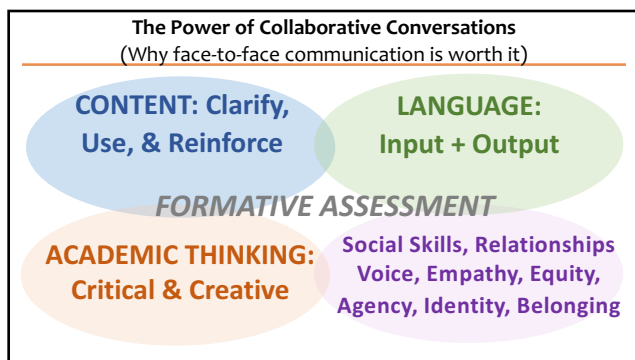 The Power of Collaborative Conversations
(Why face-to-face communication is worth it)
CONTENT: Clarify,
Use, & Reinforce
LANGUAGE:
Input + Output
FORMATIVE ASSESSMENT
ACADEMIC THINKING:
Critical & Creative
Social Skills, Relationships
Voice, Empathy, Equity,
Agency, Identity, Belonging